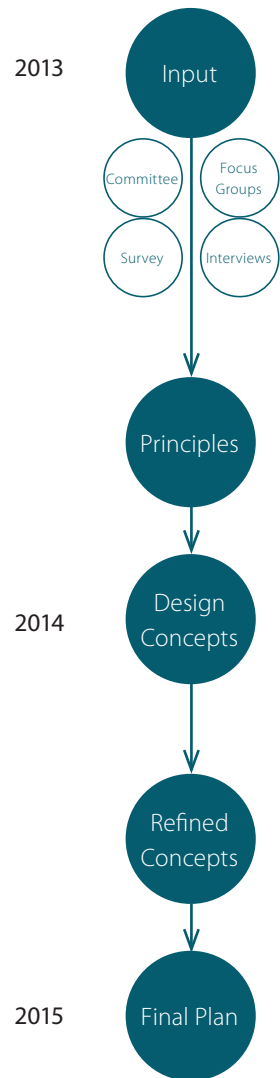 2013
Input
Committee
Focus
Groups
Survey
Interviews
Principles
2014
Design
Concepts
Refined
Concepts
2015
Final Plan